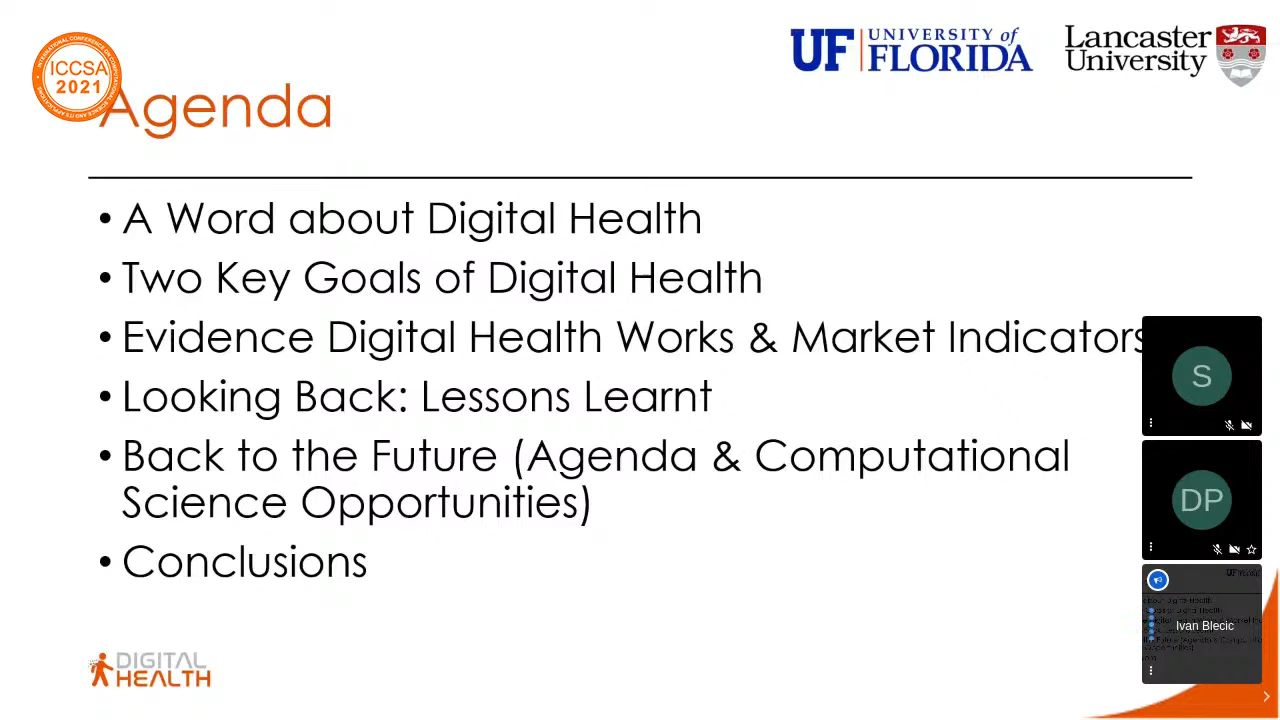 ICCSA
2021
UF UNIVERSITY of
FLORIDA
Lancaster
University
Agenda
• A Word about Digital Health
• Two Key Goals of Digital Health
• Evidence Digital Health Works & Market Indicators
• Looking Back: Lessons Learnt
• Back to the Future (Agenda & Computational
Science Opportunities)
• Conclusions
S
DP
Ivan Blecic
DIGITAL
HEALTH